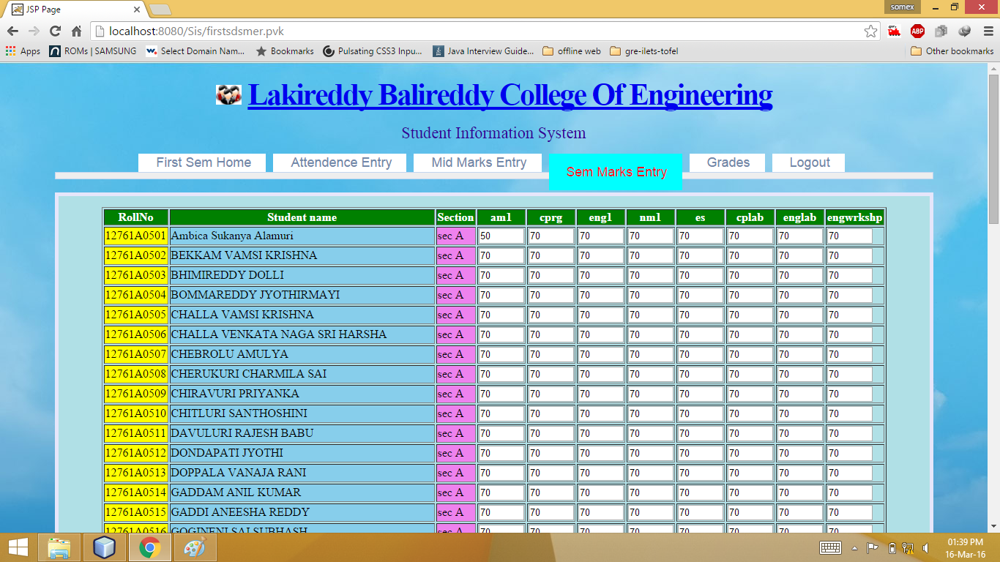 JSP Page
somex
localhost:8080/Sis/firstsdsmer.pvk
ABP
Apps ROMs | SAMSUNG Select Domain Nam... Bookmarks Pulsating CSS3 Inpu... Java Interview Guide... offline web gre-ilets-tofel Other bookmarks
Lakireddy Balireddy College Of Engineering
Student Information System
First Sem Home Attendence Entry Mid Marks Entry Sem Marks Entry Grades Logout
RollNo Student name Section am1 cprg eng1 nm1 es cplab englab engwrkshp
12761A0501 Ambica Sukanya Alamuri sec A 50 70 70 70 70 70 70 70
12761A0502 BEKKAM VAMSI KRISHNA sec A 70 70 70 70 70 70 70 70
12761A0503 BHIMIREDDY DOLLI sec A 70 70 70 70 70 70 70 70
12761A0504 BOMMAREDDY JYOTHIRMAYI sec A 70 70 70 70 70 70 70 70
12761A0505 CHALLA VAMSI KRISHNA sec A 70 70 70 70 70 70 70 70
12761A0506 CHALLA VENKATA NAGA SRI HARSHA sec A 70 70 70 70 70 70 70 70
12761A0507 CHEBROLU AMULYA sec A 70 70 70 70 70 70 70 70
12761A0508 CHERUKURI CHARMILA SAI sec A 70 70 70 70 70 70 70 70
12761A0509 CHIRAVURI PRIYANKA sec A 70 70 70 70 70 70 70 70
12761A0510 CHITLURI SANTHOSHINI sec A 70 70 70 70 70 70 70 70
12761A0511 DAVULURI RAJESH BABU sec A 70 70 70 70 70 70 70 70
12761A0512 DONDAPATI JYOTHI sec A 70 70 70 70 70 70 70 70
12761A0513 DOPPALA VANAJA RANI sec A 70 70 70 70 70 70 70 70
12761A0514 GADDAM ANIL KUMAR sec A 70 70 70 70 70 70 70 70
12761A0515 GADDI ANEESHA REDDY sec A 70 70 70 70 70 70 70 70
12761A0516 GOGINENI SAI SUBHASH sec A 70 70 70 70 70 70 70 70
01:39 PM
16-Mar-16